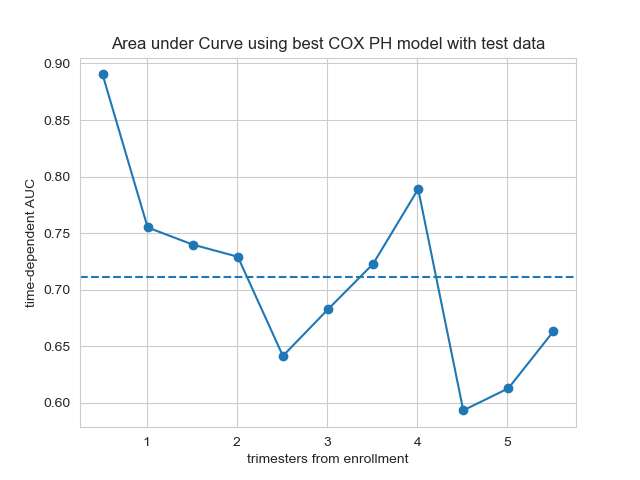 Area under Curve using best COX PH model with test data
0.90
0.85
0.80
0.75
0.70
0.65
0.60
time-dependent AUC
1 2 3 4 5
trimesters from enrollment